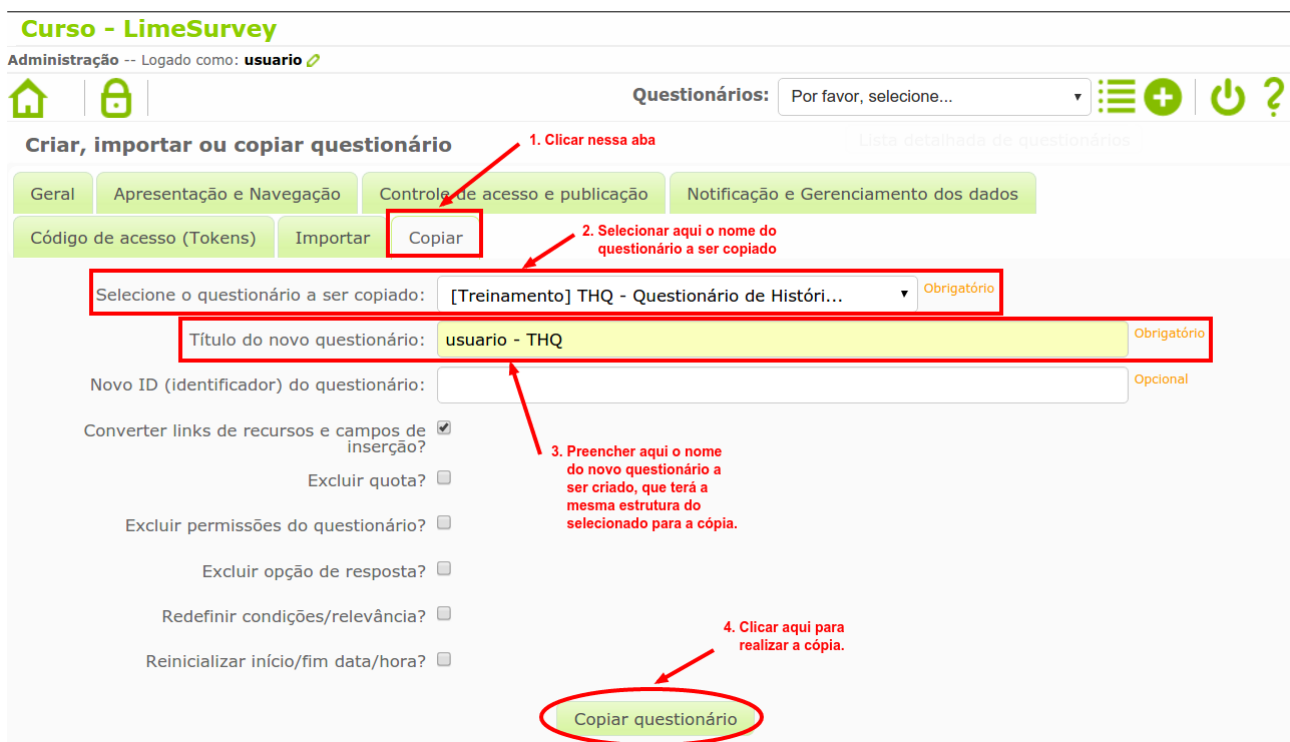 Curso - LimeSurvey
Administração -- Logado como: usuario
Questionários: Por favor, selecione...
Criar, importar ou copiar questionário
1. Clicar nessa aba
Lista detalhada de questionários
Geral Apresentação e Navegação Controle de acesso e publicação Notificação e Gerenciamento dos dados
Código de acesso (Tokens) Importar Copiar
2. Selecionar aqui o nome do
questionário a ser copiado
Selecione o questionário a ser copiado: [Treinamento] THQ - Questionário de Históri... Obrigatório
Título do novo questionário: usuario - THQ Obrigatório
Novo ID (identificador) do questionário: Opcional
Converter links de recursos e campos de
inserção?
3. Preencher aqui o nome
do novo questionário a
ser criado, que terá a
mesma estrutura do
selecionado para a cópia.
Excluir quota?
Excluir permissões do questionário?
Excluir opção de resposta?
Redefinir condições/relevância?
Reinicializar início/fim data/hora?
4. Clicar aqui para
realizar a cópia.
Copiar questionário